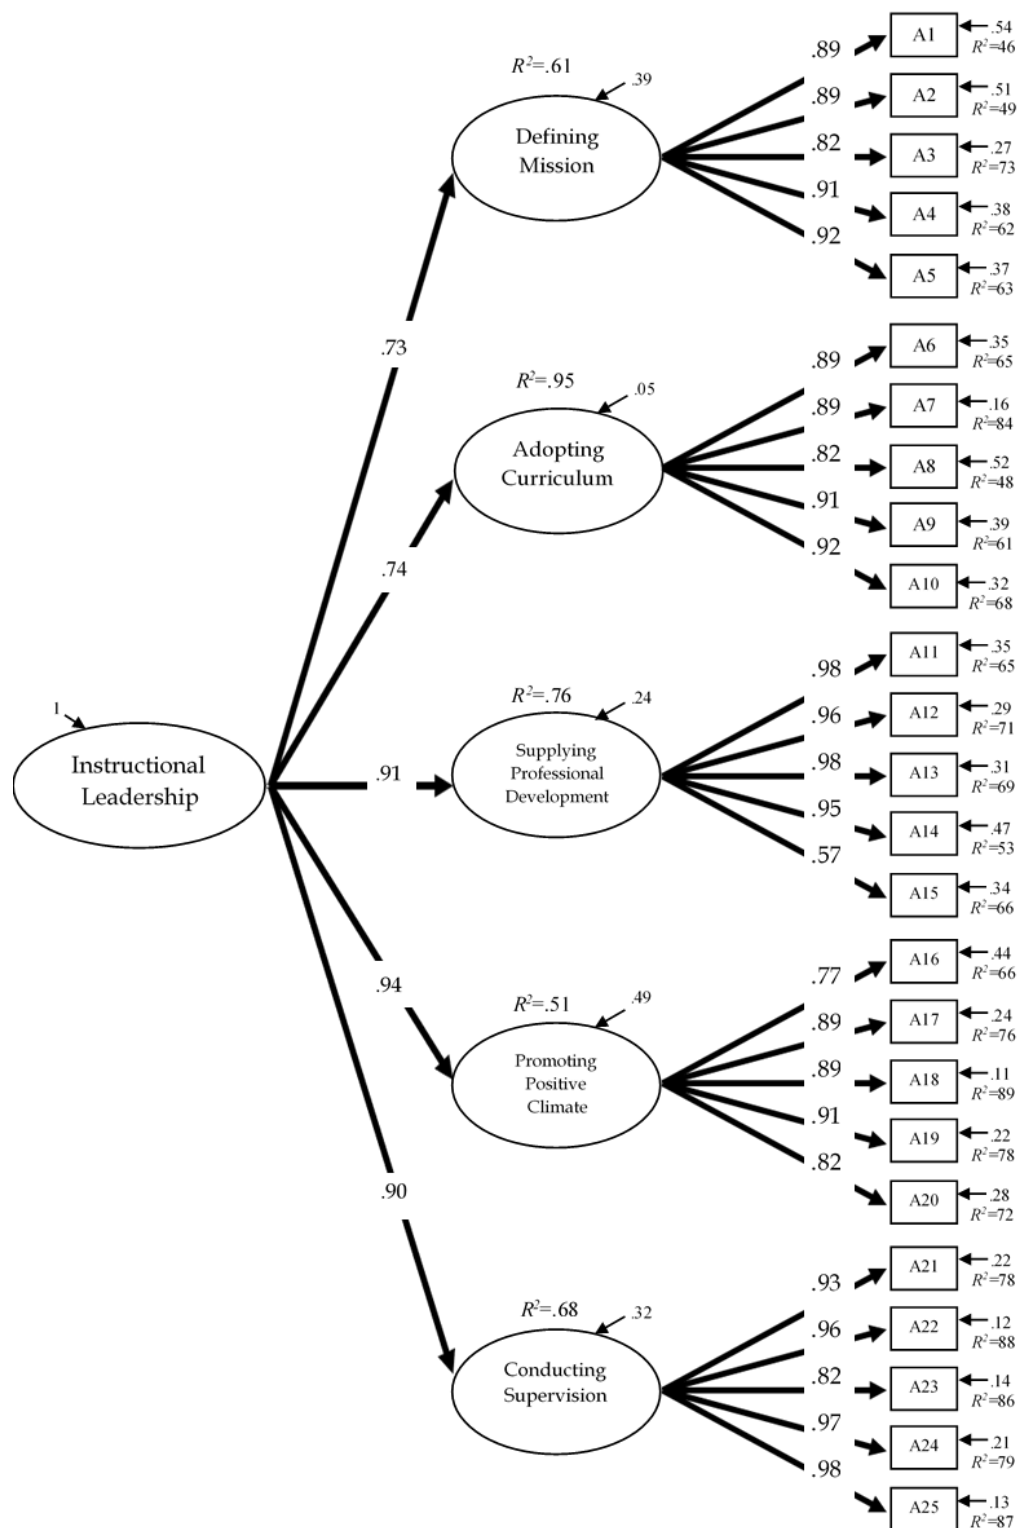 .54
A1
R²=46
.89
R²=.61
.39
.51
A2
R²=49
.89
Defining
Mission
.82
.27
A3
R²=73
.91
.38
A4
R²=62
.92
.37
A5
R²=63
.73
.35
A6
R²=65
.89
R²=.95
.05
.16
A7
R²=84
.89
Adopting
Curriculum
.82
.52
A8
R²=48
.91
.39
A9
R²=61
.92
.32
A10
R²=68
.74
.35
A11
R²=65
.98
R²=.76
.24
.29
A12
R²=71
.96
Supplying
Professional
Development
.98
.31
A13
R²=69
.95
.47
A14
R²=53
.57
.34
A15
R²=66
1
Instructional
Leadership
.91
.44
A16
R²=66
.77
.94
R²=.51
.49
.24
A17
R²=76
.89
Promoting
Positive
Climate
.89
.11
A18
R²=89
.91
.22
A19
R²=78
.82
.28
A20
R²=72
.90
.22
A21
R²=78
.93
R²=.68
.32
.12
A22
R²=88
.96
Conducting
Supervision
.82
.14
A23
R²=86
.97
.21
A24
R²=79
.98
.13
A25
R²=87